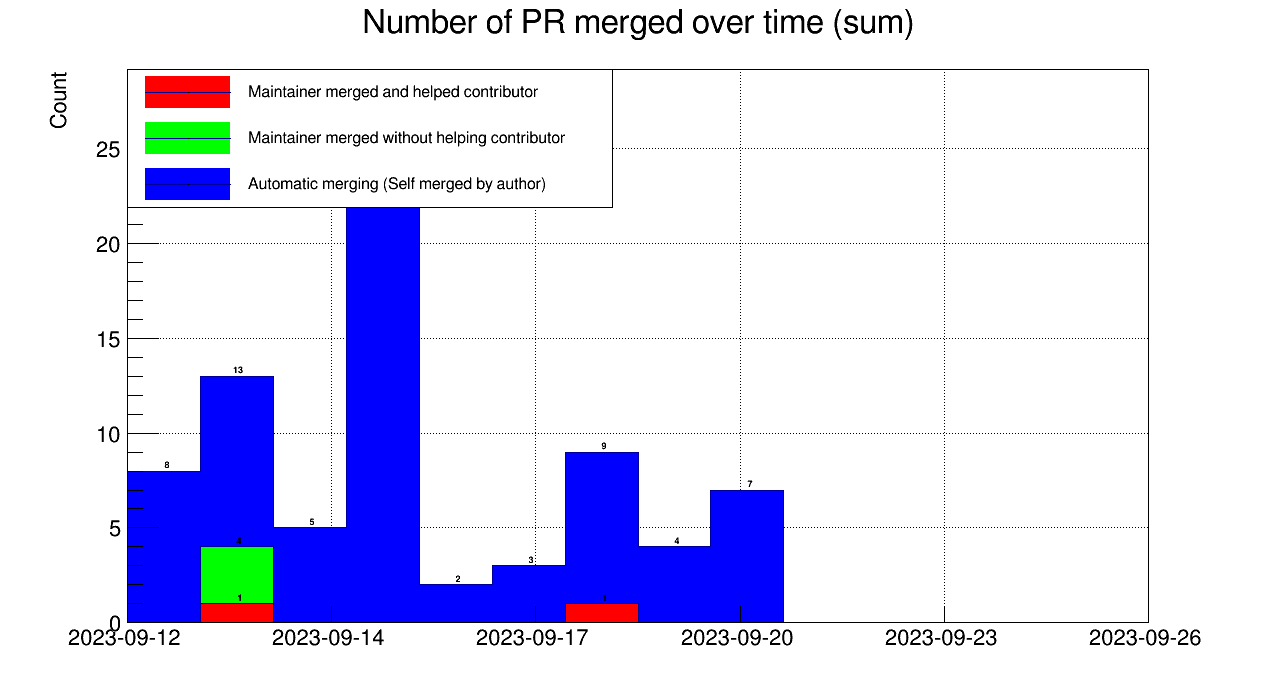 Number of PR merged over time (sum)
Count
Maintainer merged and helped contributor
Maintainer merged without helping contributor
Automatic merging (Self merged by author)
25
20
15
10
5
0
13
8
5
4
1
2
3
9
1
4
7
2023-09-12 2023-09-14 2023-09-17 2023-09-20 2023-09-23 2023-09-26